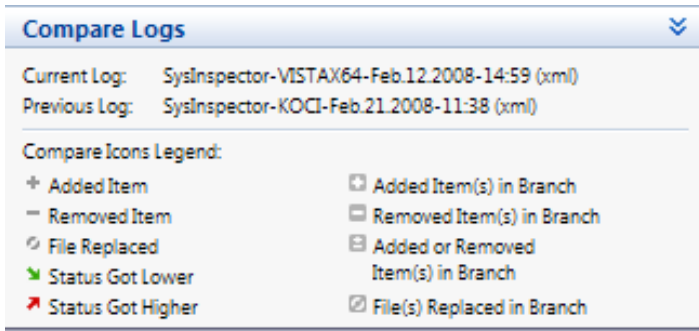 Compare Logs
Current Log: SysInspector-VISTAX64-Feb.12.2008-14:59 (xml)
Previous Log: SysInspector-KOCI-Feb.21.2008-11:38 (xml)
Compare Icons Legend:
Added Item
Removed Item
File Replaced
Status Got Lower
Status Got Higher
Added Item(s) in Branch
Removed Item(s) in Branch
Added or Removed
Item(s) in Branch
File(s) Replaced in Branch